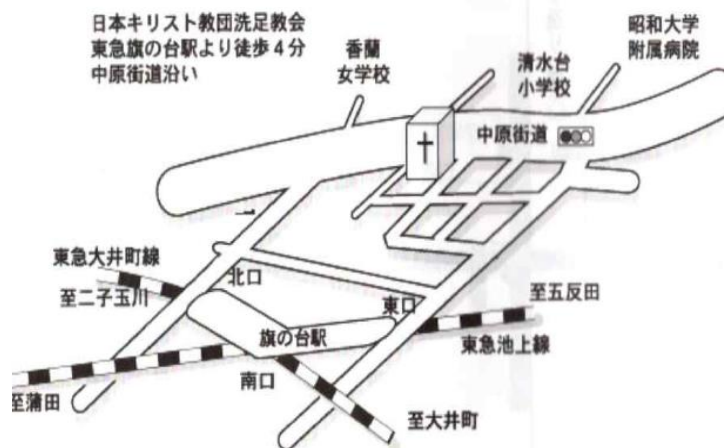 日本キリスト教団洗足教会
東急旗の台駅より徒歩4分
中原街道沿い
香蘭
女学校
清水台
小学校
昭和大学
附属病院
中原街道
東急大井町線
至二子玉川
北口
東口
至五反田
旗の台駅
東急池上線
南口
至蒲田
至大井町